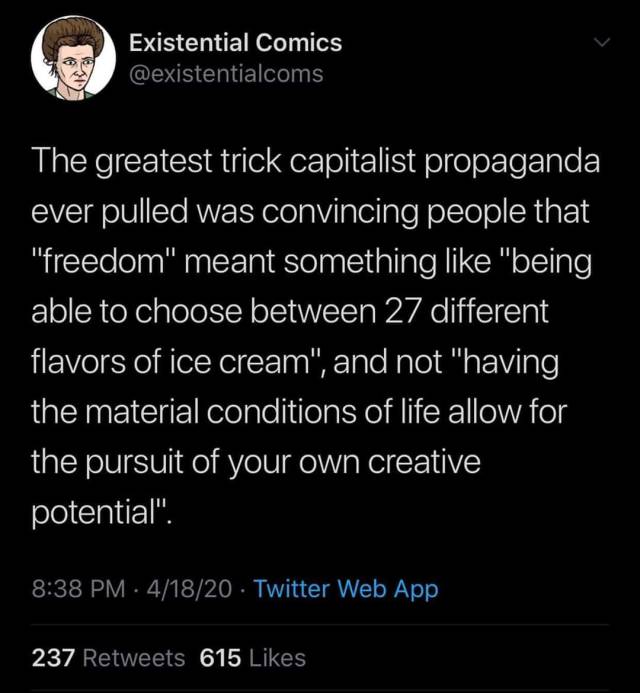 Existential Comics
@existentialcoms
The greatest trick capitalist propaganda
ever pulled was convincing people that
"freedom" meant something like "being
able to choose between 27 different
flavors of ice cream", and not "having
the material conditions of life allow for
the pursuit of your own creative
potential".
8:38 PM · 4/18/20 · Twitter Web App
237 Retweets 615 Likes